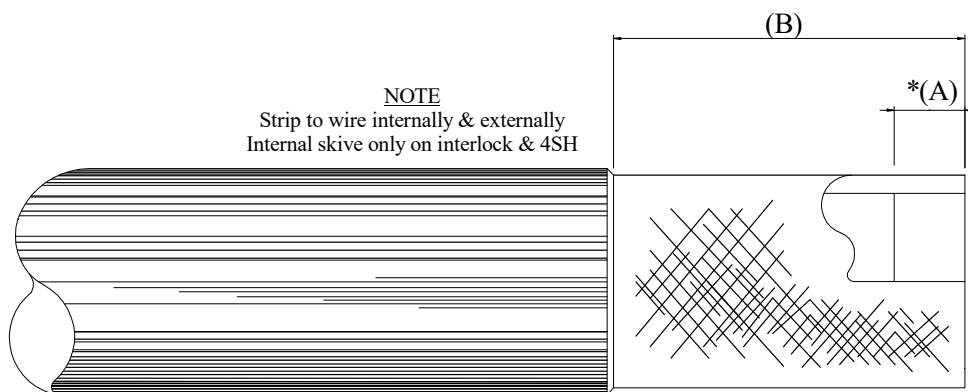 (B)
*(A)
NOTE
Strip to wire internally & externally
Internal skive only on interlock & 4SH